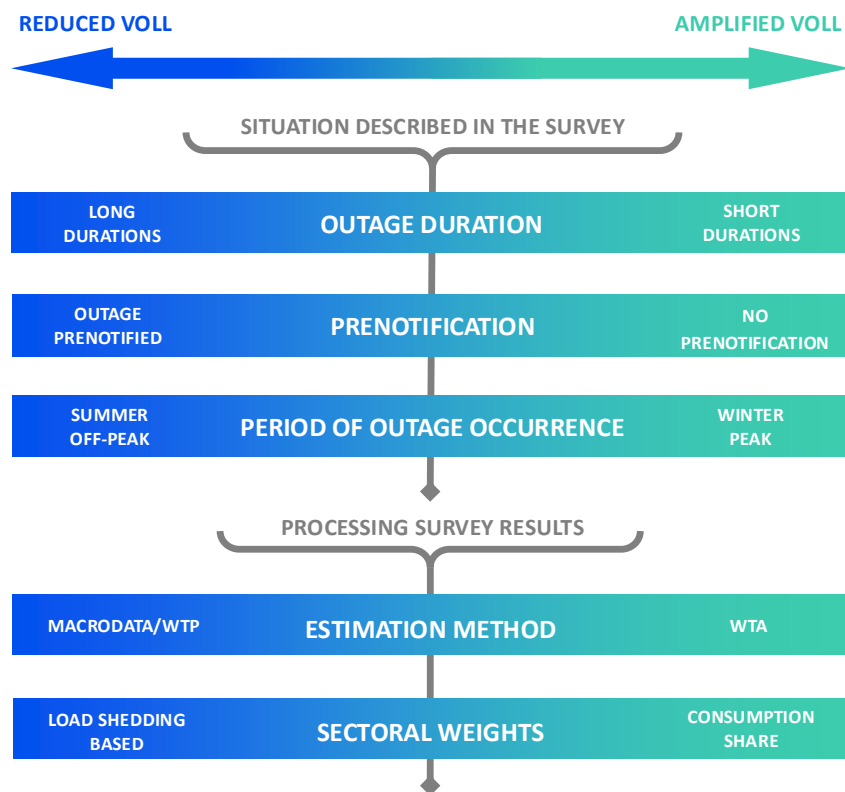 REDUCED VOLL
AMPLIFIED VOLL
SITUATION DESCRIBED IN THE SURVEY
LONG
DURATIONS
OUTAGE DURATION
SHORT
DURATIONS
OUTAGE
PRENOTIFIED
PRENOTIFICATION
NO
PRENOTIFICATION
SUMMER
OFF-PEAK
PERIOD OF OUTAGE OCCURRENCE
WINTER
PEAK
PROCESSING SURVEY RESULTS
MACRODATA/WTP
ESTIMATION METHOD
WTA
LOAD SHEDDING
BASED
SECTORAL WEIGHTS
CONSUMPTION
SHARE